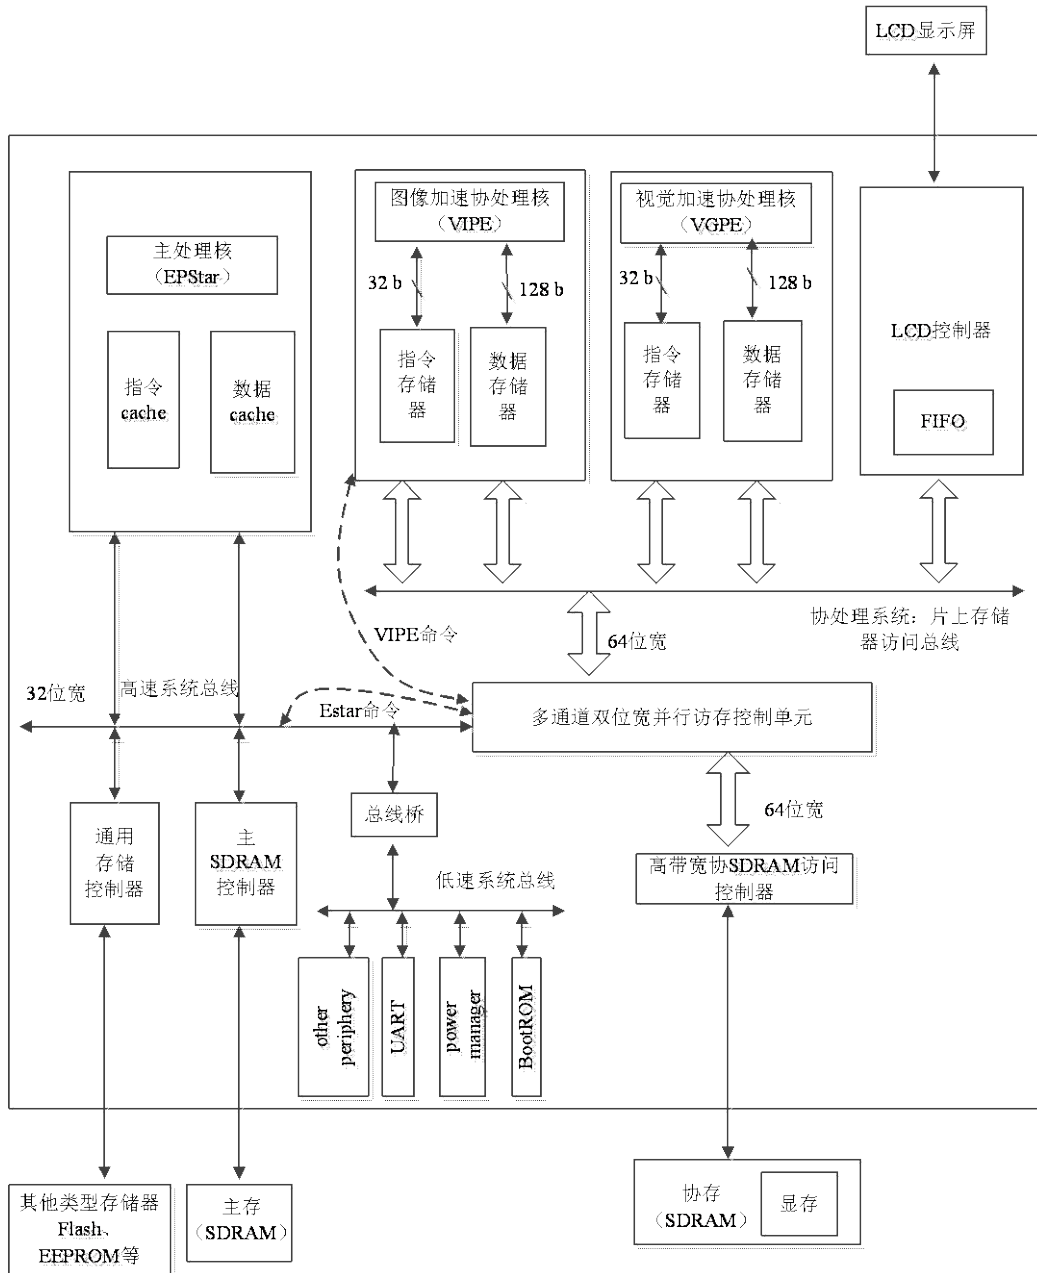 LCD显示屏
图像加速协处理核
（VIPE）
视觉加速协处理核
（VGPE）
主处理核
（EPStar）
32 b
128 b
32 b
128 b
指令
cache
数据
cache
指令
存储
器
数据
存储
器
指令
存储
器
数据
存储
器
LCD控制器
FIFO
协处理系统：片上存储
器访问总线
VIPE命令
64位宽
32位宽
高速系统总线
Estar命令
多通道双位宽并行访存控制单元
通用
存储
控制器
主
SDRAM
控制器
总线桥
64位宽
高带宽协SDRAM访问
控制器
低速系统总线
other
periphery
UART
power
manager
BootROM
其他类型存储器
Flash、
EEPROM等
主存
（SDRAM）
协存
（SDRAM）
显存